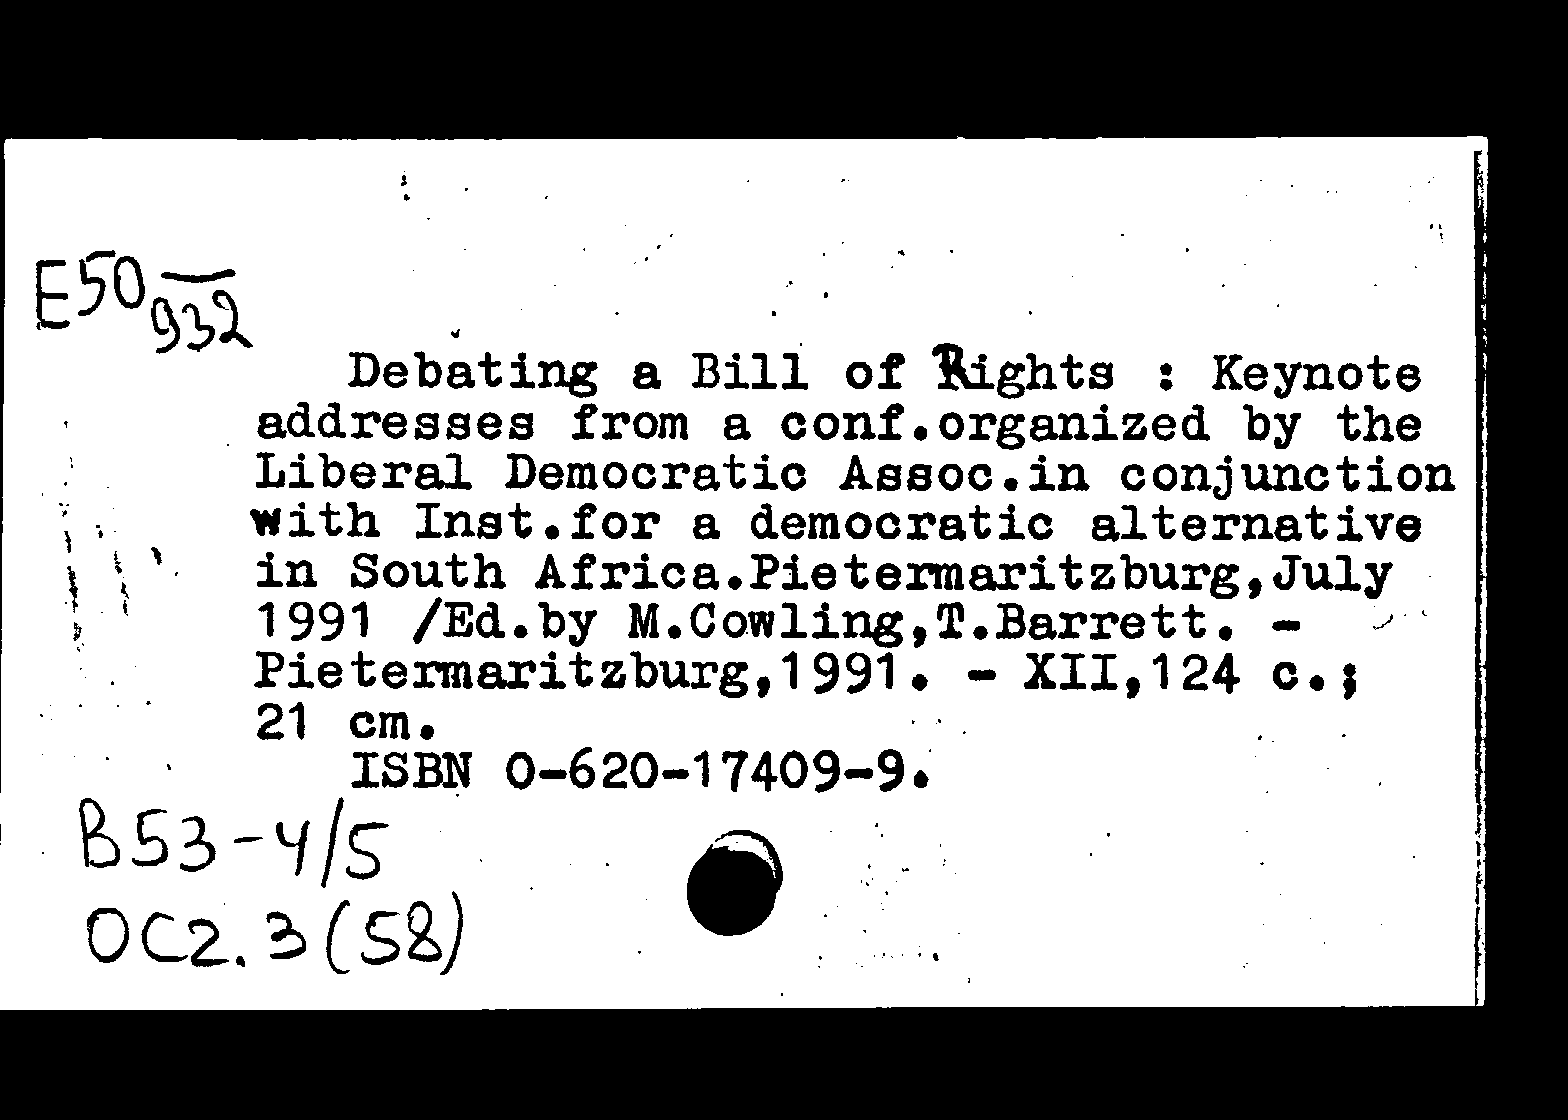 E50
932
Debating a Bill of Rights : Keynote
addresses from a conf.organized by the
Liberal Democratic Assoc.in conjunction
with Inst.for a democratic alternative
in South Africa.Pietermaritzburg,July
1991 /Ed.by M.Cowling,T.Barrett. -
Pietermaritzburg,1991. - XII,124 c.;
21 cm.
ISBN 0-620-17409-9.
B53-4/5
OC2.3(58)